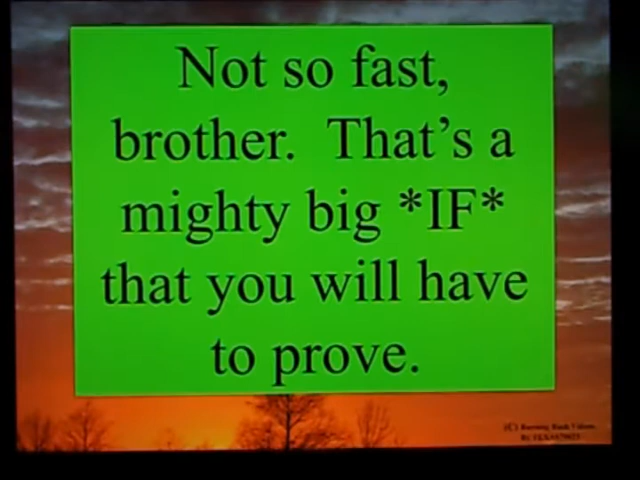 Not so fast,
brother. That's a
mighty big *IF*
that you will have
to prove.